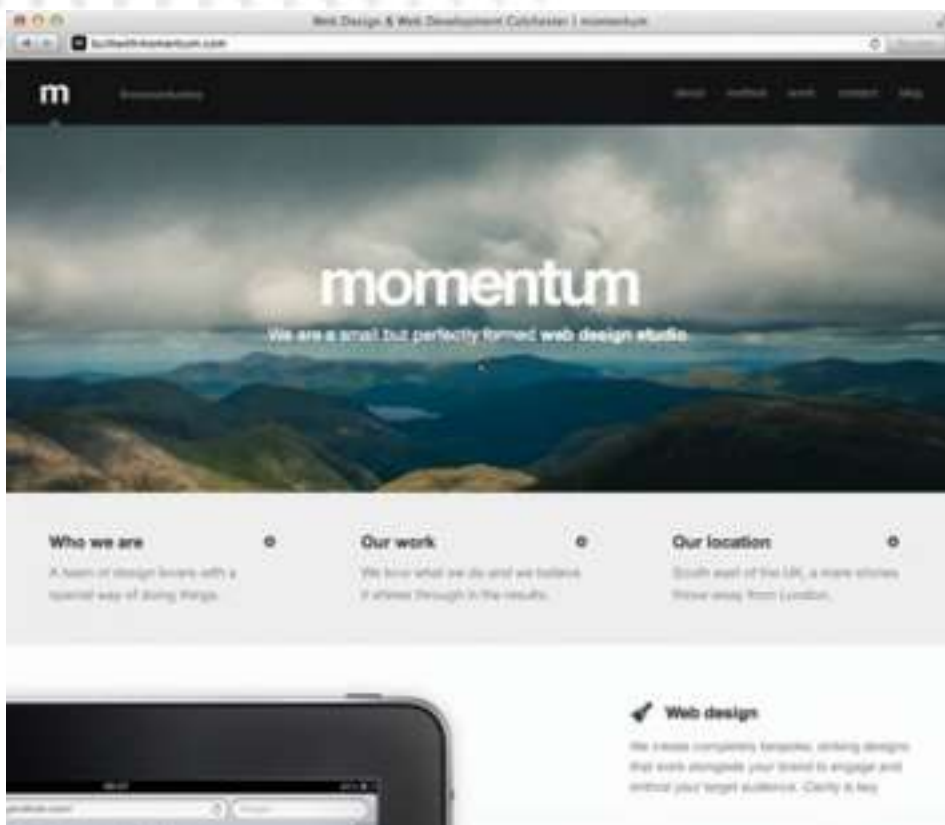 Web Design & Web Development Colchester | momentum
builtwithmomentum.com
m
about method work contact blog
momentum
We are a small but perfectly formed web design studio
Who we are
Our work
Our location
A team of design lovers with a
We love what we do and we believe
South east of the UK, a mere stones
special way of doing things.
it shines through in the results.
throw away from London.
Web design
We create completely bespoke, striking designs
that work alongside your brand to engage and
enthral your target audience. Clarity is key